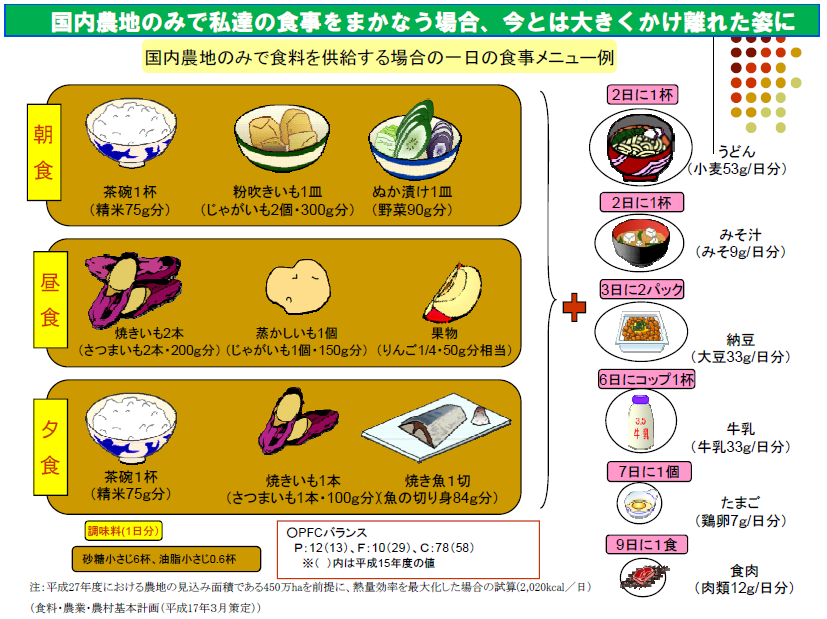 国内農地のみで私達の食事をまかなう場合、今とは大きくかけ離れた姿に
国内農地のみで食料を供給する場合の一日の食事メニュー例
朝食
茶碗1杯
(精米75g分)
粉吹きいも1皿
(じゃがいも2個・300g分)
ぬか漬け1皿
(野菜90g分)
昼食
焼きいも2本
(さつまいも2本・200g分)
蒸かしいも1個
(じゃがいも1個・150g分)
果物
(りんご1/4・50g分相当)
夕食
茶碗1杯
(精米75g分)
焼きいも1本
(さつまいも1本・100g分)
焼き魚1切
(魚の切り身84g分)
2日に1杯
うどん
(小麦53g/日分)
2日に1杯
みそ汁
(みそ9g/日分)
3日に2パック
納豆
(大豆33g/日分)
6日にコップ1杯
3.5
牛乳
牛乳
(牛乳33g/日分)
7日に1個
たまご
(鶏卵7g/日分)
9日に1食
食肉
(肉類12g/日分)
調味料(1日分)
砂糖小さじ6杯、油脂小さじ0.6杯
〇PFCバランス
P:12(13)、F:10(29)、C:78(58)
※( )内は平成15年度の値
注:平成27年度における農地の見込み面積である450万haを前提に、熱量効率を最大化した場合の試算(2,020kcal/日)
(食料・農業・農村基本計画(平成17年3月策定))